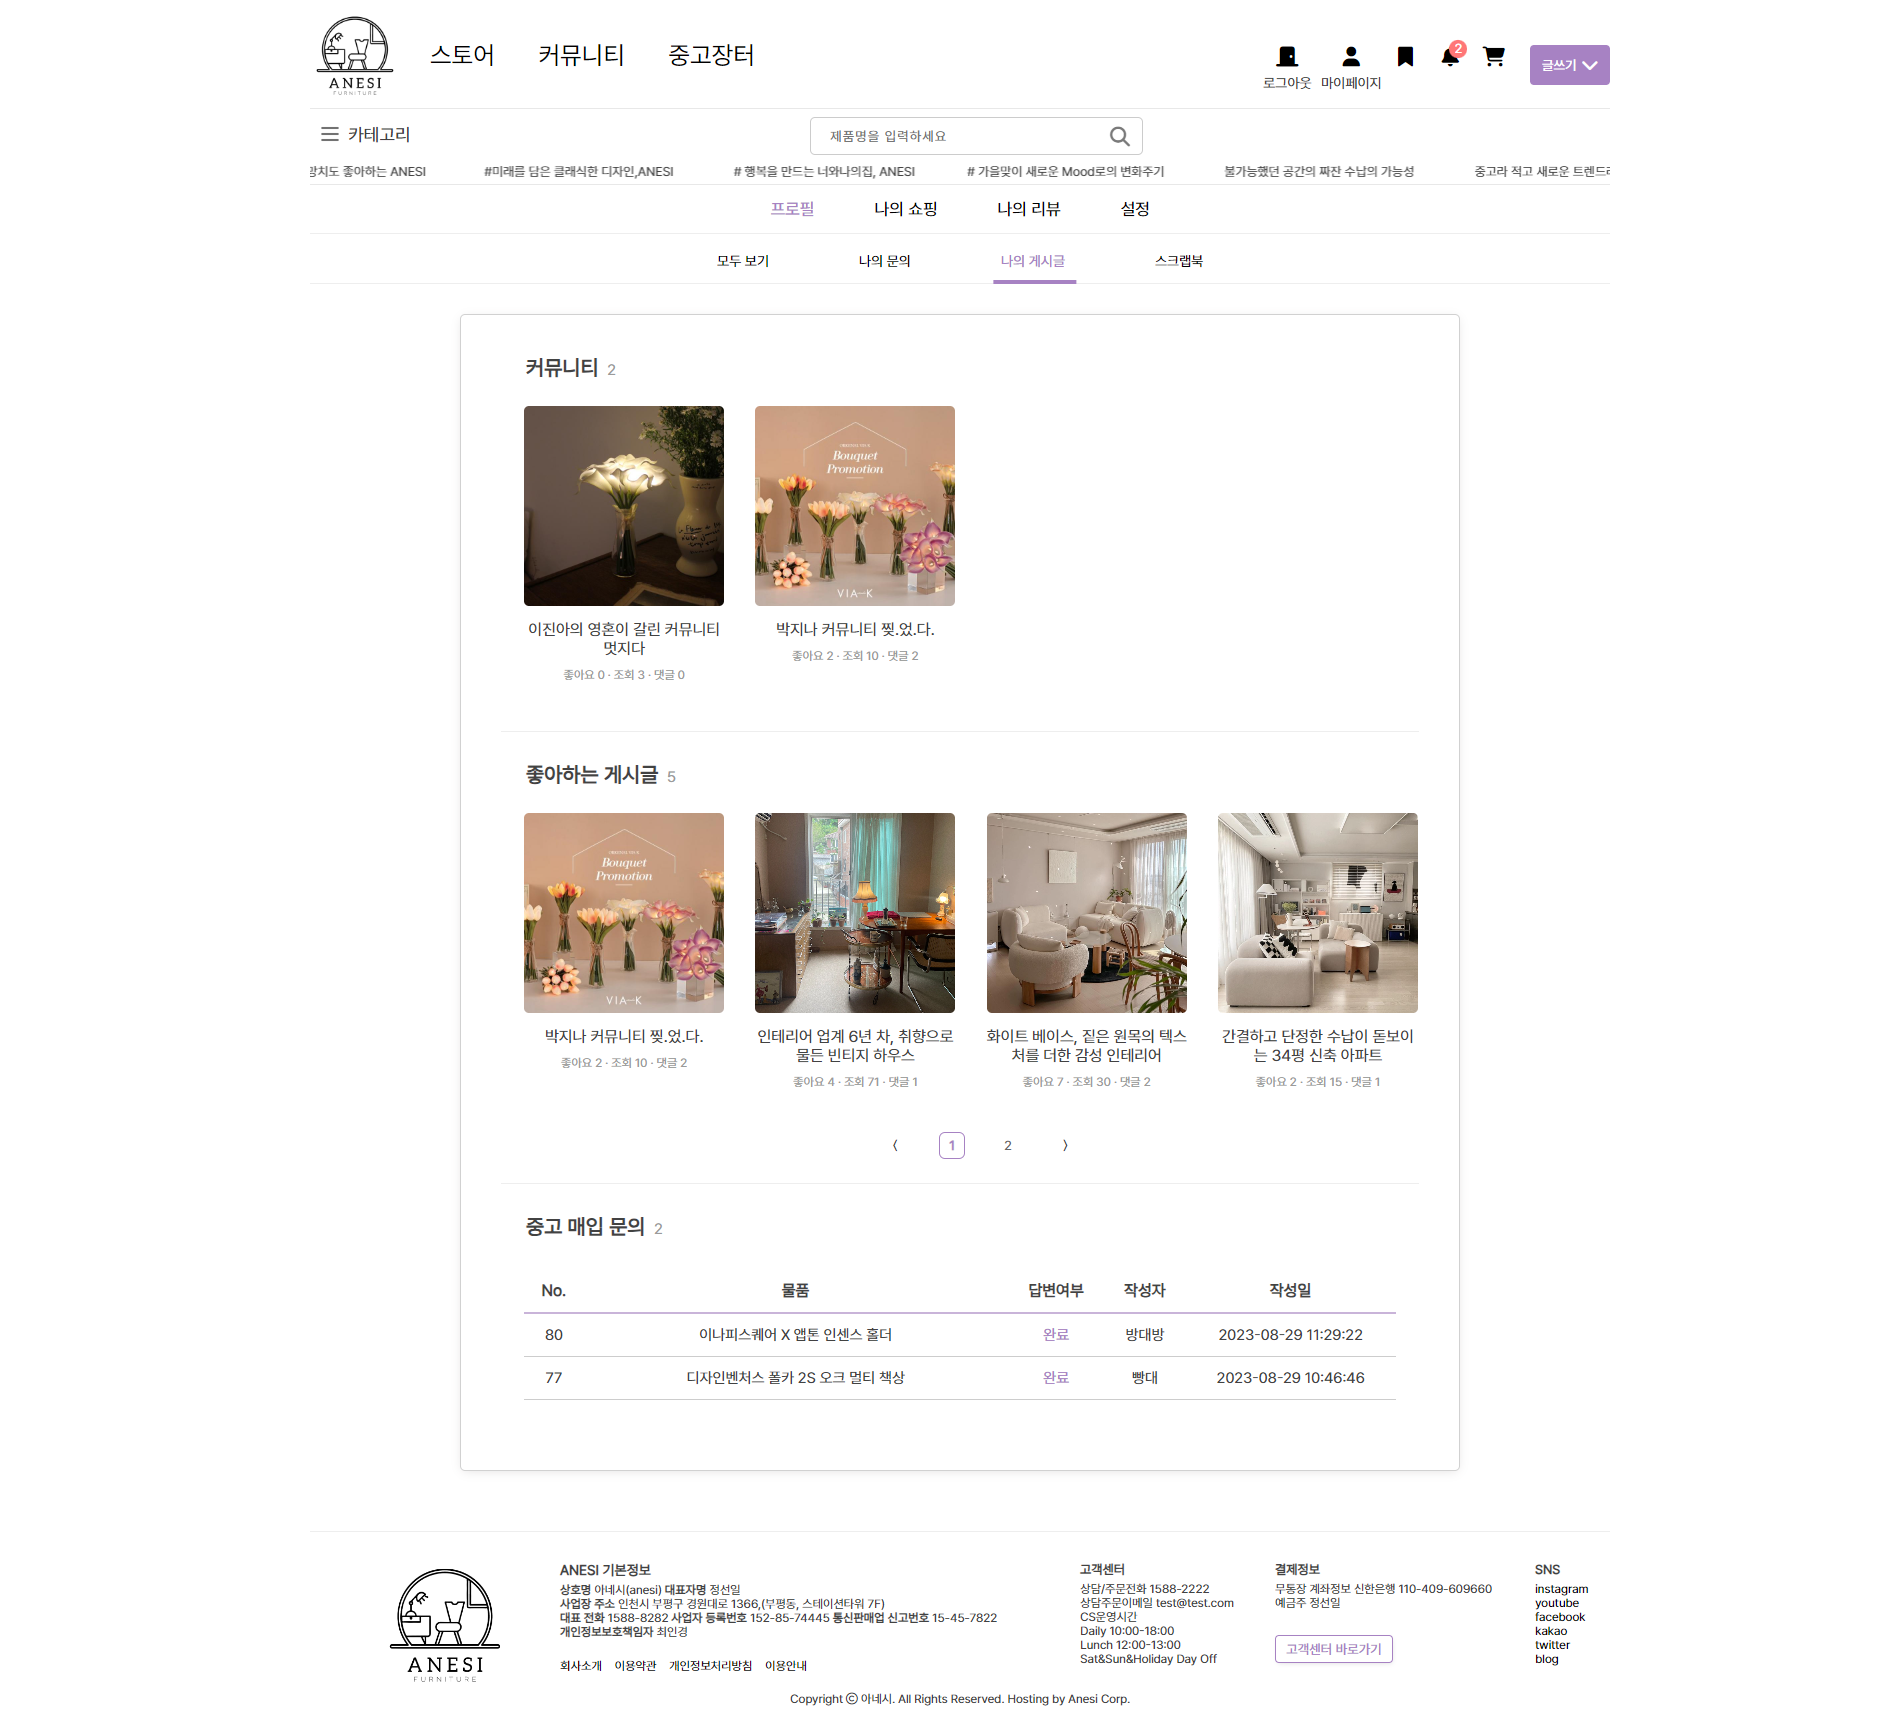 ANESI
FURNITURE
스토어 커뮤니티 중고장터
2
로그아웃 마이페이지
글쓰기
카테고리
제품명을 입력하세요
치도 좋아하는 ANESI #미래를 담은 클래식한 디자인,ANESI # 행복을 만드는 너와나의집, ANESI # 가을맞이 새로운 Mood로의 변화주기 불가능했던 공간의 짜잔 수납의 가능성 중고라 적고 새로운 트렌드라
프로필 나의 쇼핑 나의 리뷰 설정
모두 보기 나의 문의 나의 게시글 스크랩북
커뮤니티 2
Bouquet
Promotion
VIA—K
이진아의 영혼이 갈린 커뮤니티
멋지다
좋아요 0 · 조회 3 · 댓글 0
박지나 커뮤니티 찢.었.다.
좋아요 2 · 조회 10 · 댓글 2
좋아하는 게시글 5
Bouquet
Promotion
VIA—K
박지나 커뮤니티 찢.었.다.
좋아요 2 · 조회 10 · 댓글 2
인테리어 업계 6년 차, 취향으로
물든 빈티지 하우스
좋아요 4 · 조회 71 · 댓글 1
화이트 베이스, 짙은 원목의 텍스
처를 더한 감성 인테리어
좋아요 7 · 조회 30 · 댓글 2
간결하고 단정한 수납이 돋보이
는 34평 신축 아파트
좋아요 2 · 조회 15 · 댓글 1
〈 1 2 〉
중고 매입 문의 2
No. 물품 답변여부 작성자 작성일
80 이나피스퀘어 X 앱톤 인센스 홀더 완료 방대방 2023-08-29 11:29:22
77 디자인벤처스 폴카 2S 오크 멀티 책상 완료 빵대 2023-08-29 10:46:46
ANESI
FURNITURE
ANESI 기본정보
상호명 아네시(anesi) 대표자명 정선일
사업장 주소 인천시 부평구 경원대로 1366,(부평동, 스테이션타워 7F)
대표 전화 1588-8282 사업자 등록번호 152-85-74445 통신판매업 신고번호 15-45-7822
개인정보보호책임자 최인경
회사소개 이용약관 개인정보처리방침 이용안내
고객센터
상담/주문전화 1588-2222
상담주문이메일 test@test.com
CS운영시간
Daily 10:00-18:00
Lunch 12:00-13:00
Sat&Sun&Holiday Day Off
결제정보
무통장 계좌정보 신한은행 110-409-609660
예금주 정선일
고객센터 바로가기
SNS
instagram
youtube
facebook
kakao
twitter
blog
Copyright ⓒ 아네시. All Rights Reserved. Hosting by Anesi Corp.